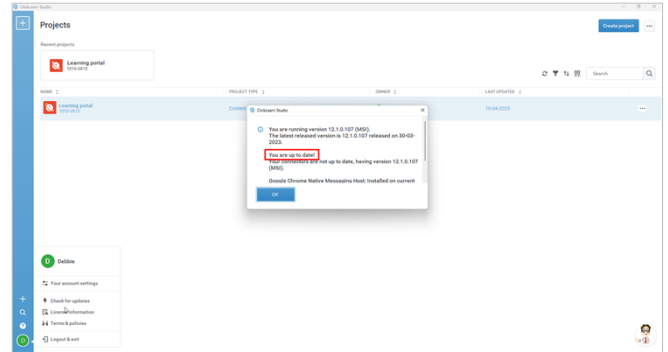 ClickLearn Studio
Projects
Create project
Recent projects
Learning portal
Search
NAME
PROJECT TYPE
OWNER
LAST UPDATED
Learning portal
Content
10-04-2023
ClickLearn Studio
You are running version 12.1.0.107 (MSI).
The latest released version is 12.1.0.107 released on 30-03-
2023.
You are up to date!
Your connectors are not up to date, having version 12.1.0.107
(MSI).
Google Chrome Native Messaging Host: Installed on current
OK
D
Debbie
Your account settings
Check for updates
License information
Terms & policies
Logout & exit
D